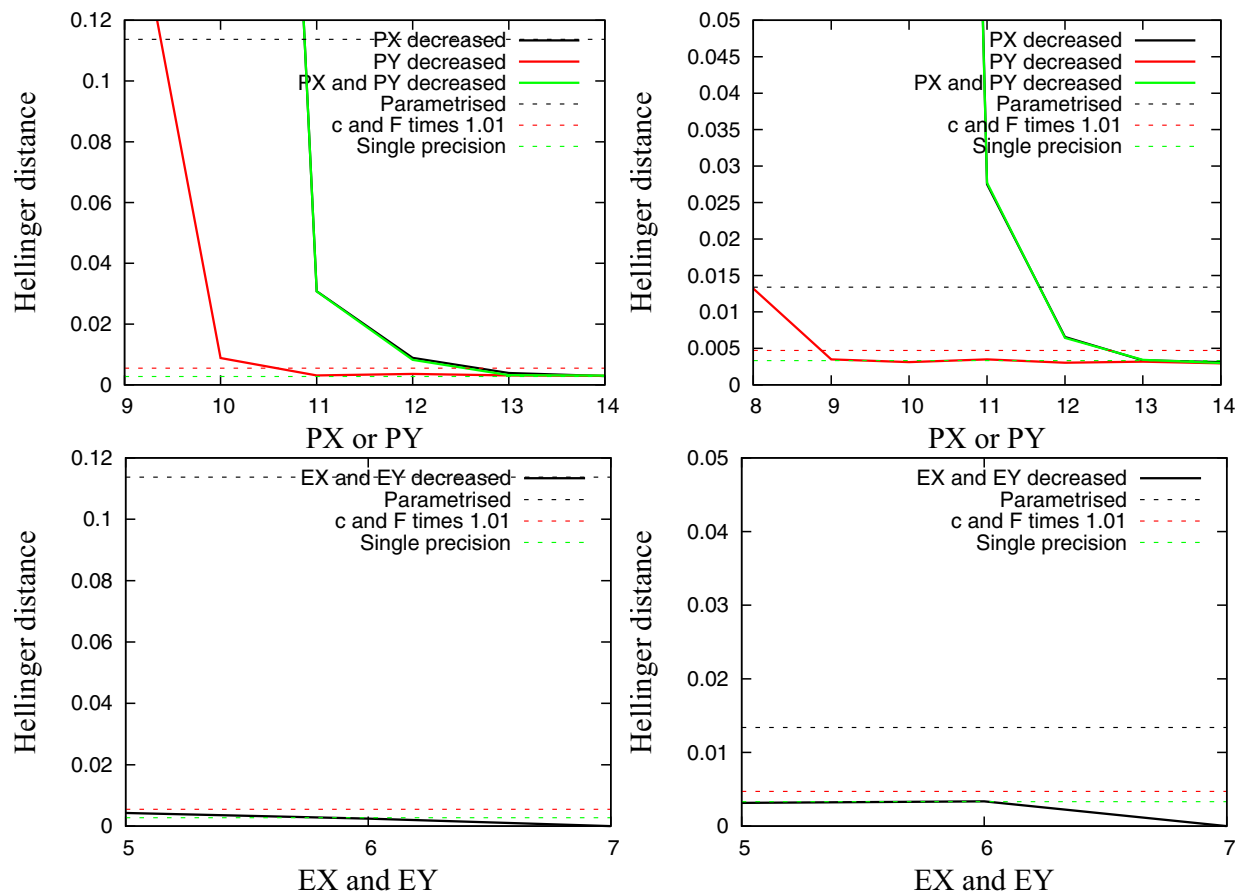 0.12
0.1
0.08
0.06
0.04
0.02
0
Hellinger distance
PX decreased
PY decreased
PX and PY decreased
Parametrised
c and F times 1.01
Single precision
9 10 11 12 13 14
PX or PY
0.05
0.045
0.04
0.035
0.03
0.025
0.02
0.015
0.01
0.005
0
Hellinger distance
PX decreased
PY decreased
PX and PY decreased
Parametrised
c and F times 1.01
Single precision
8 9 10 11 12 13 14
PX or PY
0.12
0.1
0.08
0.06
0.04
0.02
0
Hellinger distance
EX and EY decreased
Parametrised
c and F times 1.01
Single precision
5 6 7
EX and EY
0.05
0.04
0.03
0.02
0.01
0
Hellinger distance
EX and EY decreased
Parametrised
c and F times 1.01
Single precision
5 6 7
EX and EY